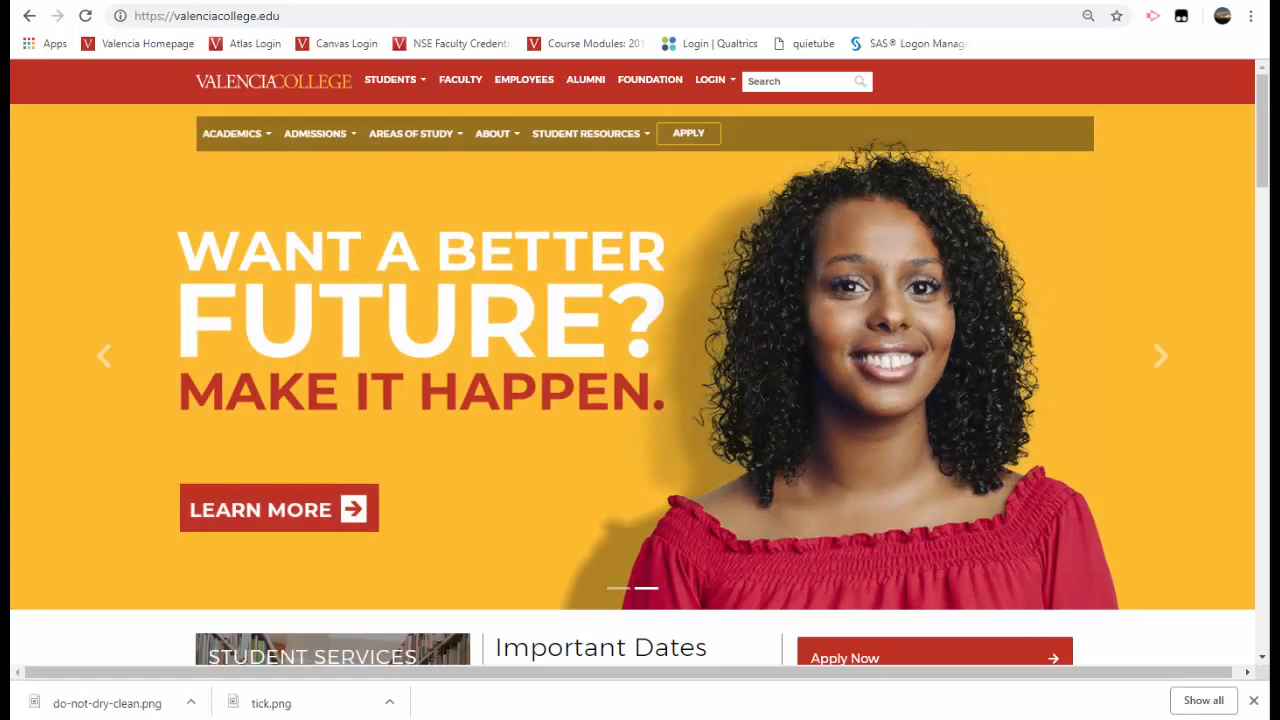 https://valenciacollege.edu
Apps
Valencia Homepage
Atlas Login
Canvas Login
NSE Faculty Credent
Course Modules: 201
Login | Qualtrics
quietube
SAS® Logon Manag
VALENCIACOLLEGE
STUDENTS
FACULTY
EMPLOYEES
ALUMNI
FOUNDATION
LOGIN
Search
ACADEMICS
ADMISSIONS
AREAS OF STUDY
ABOUT
STUDENT RESOURCES
APPLY
WANT A BETTER
FUTURE?
MAKE IT HAPPEN.
LEARN MORE
STUDENT SERVICES
Important Dates
Apply Now
do-not-dry-clean.png
tick.png
Show all